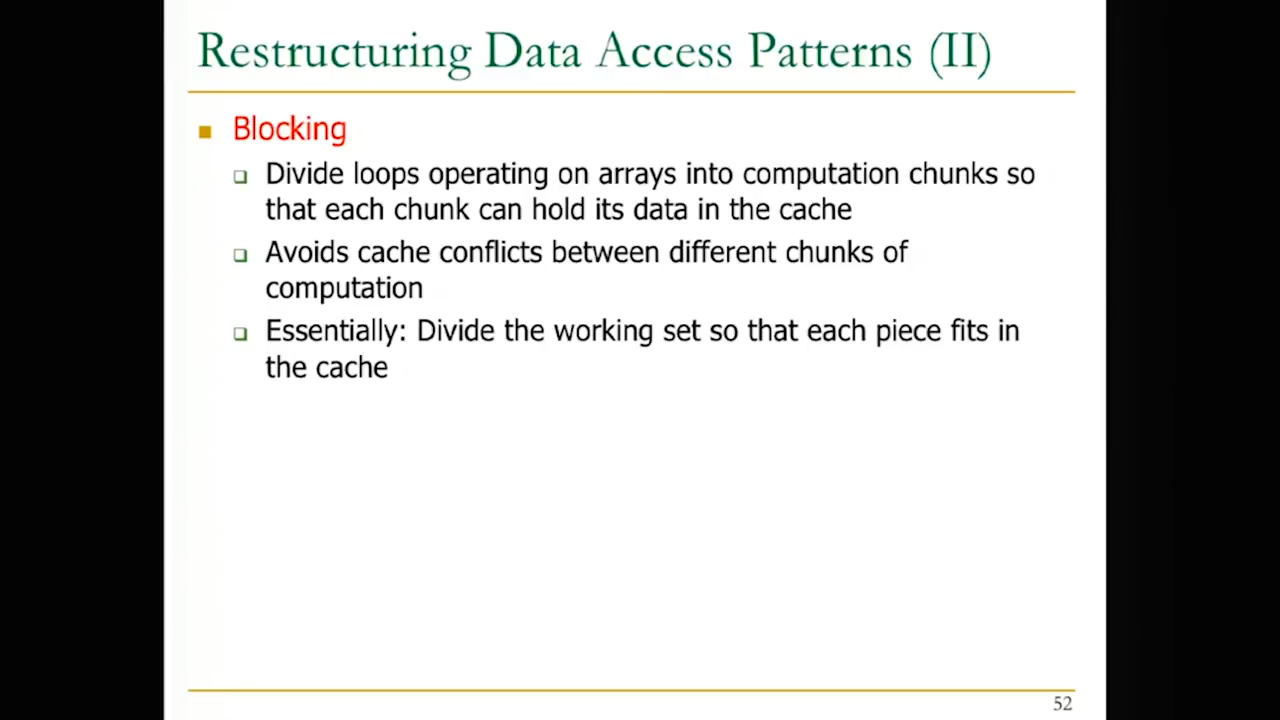 Restructuring Data Access Patterns (II)
Blocking
Divide loops operating on arrays into computation chunks so
that each chunk can hold its data in the cache
Avoids cache conflicts between different chunks of
computation
Essentially: Divide the working set so that each piece fits in
the cache
52